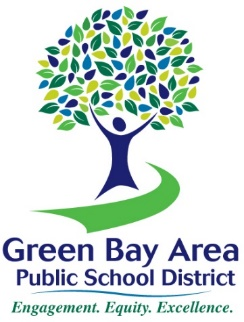 Green Bay Area
Public School District
Engagement. Equity. Excellence.